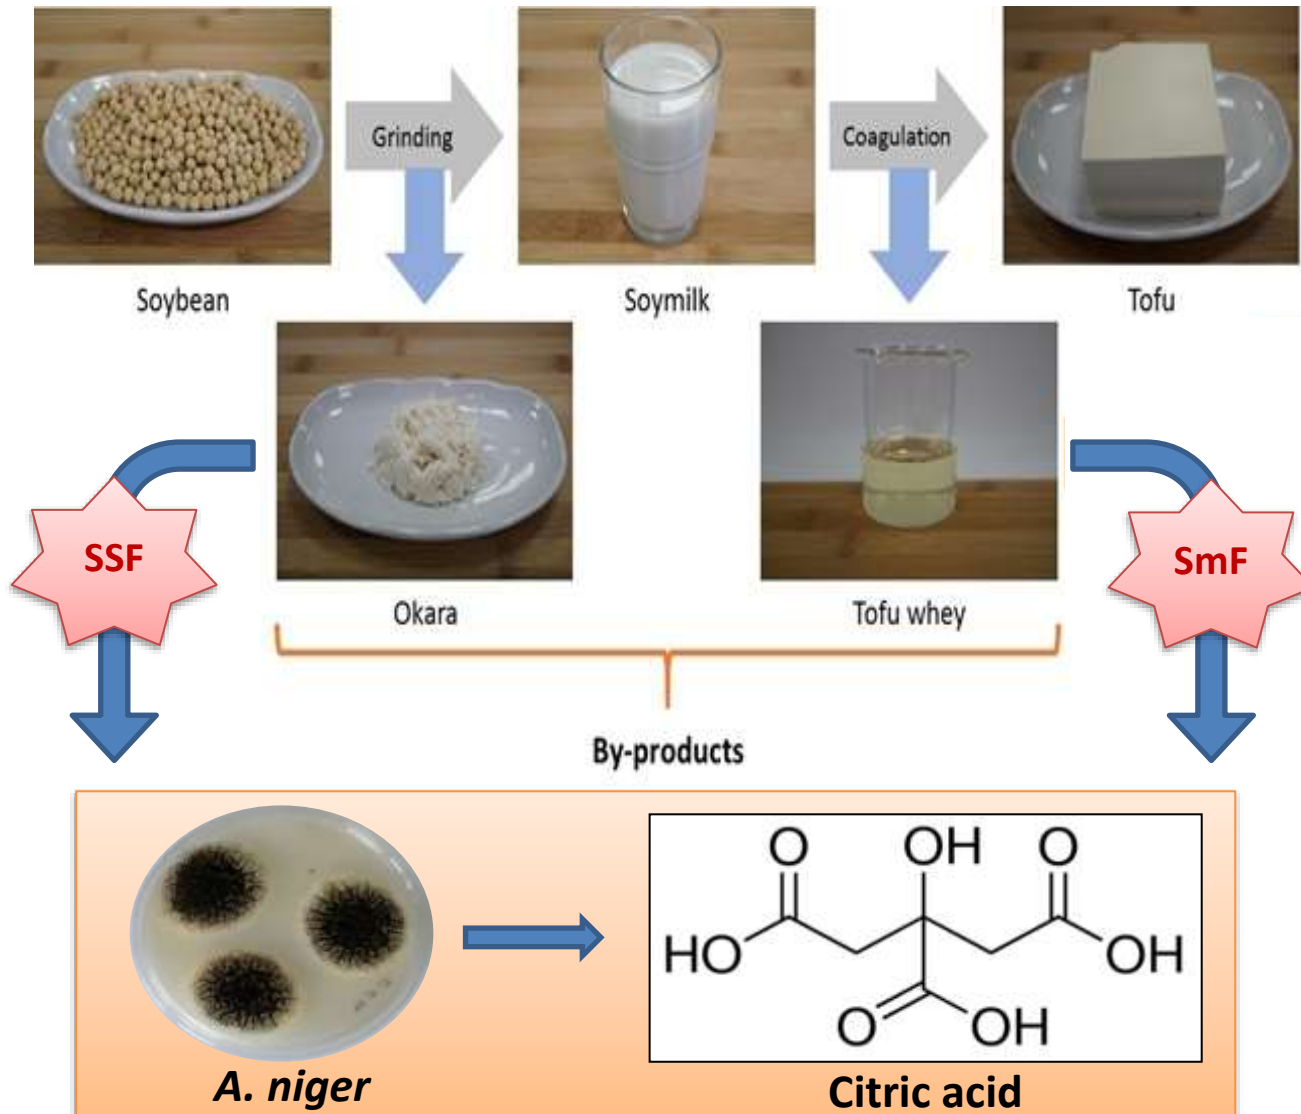 Grinding
Coagulation
Soybean
Soymilk
Tofu
SSF
SmF
Okara
Tofu whey
By-products
O
OH
O
HO
OH
O
OH
A. niger
Citric acid